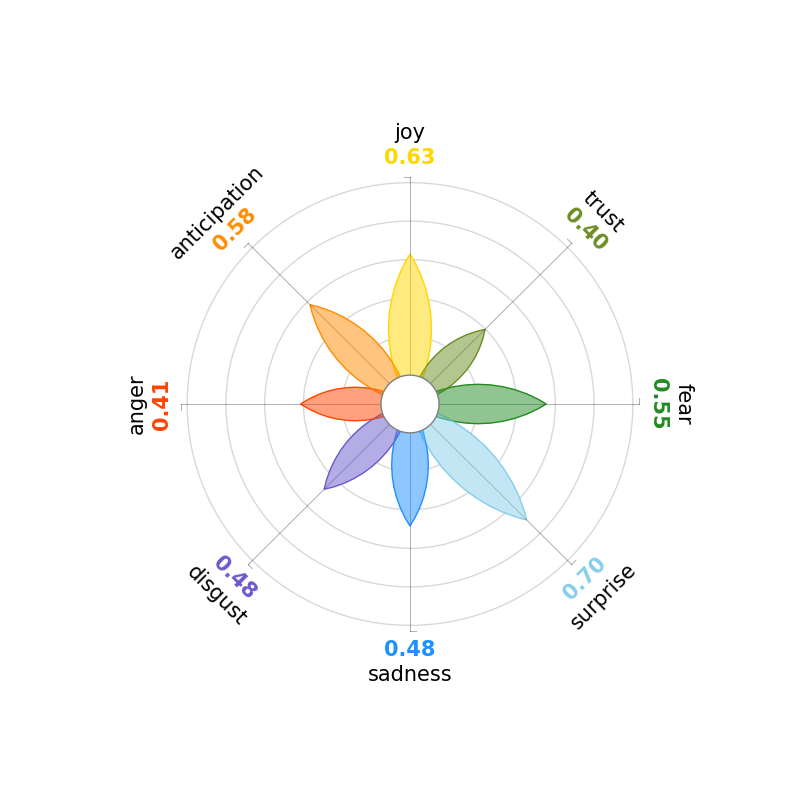 joy
0.63
anticipation
0.58
trust
0.40
anger
0.41
fear
0.55
disgust
0.48
surprise
0.70
0.48
sadness